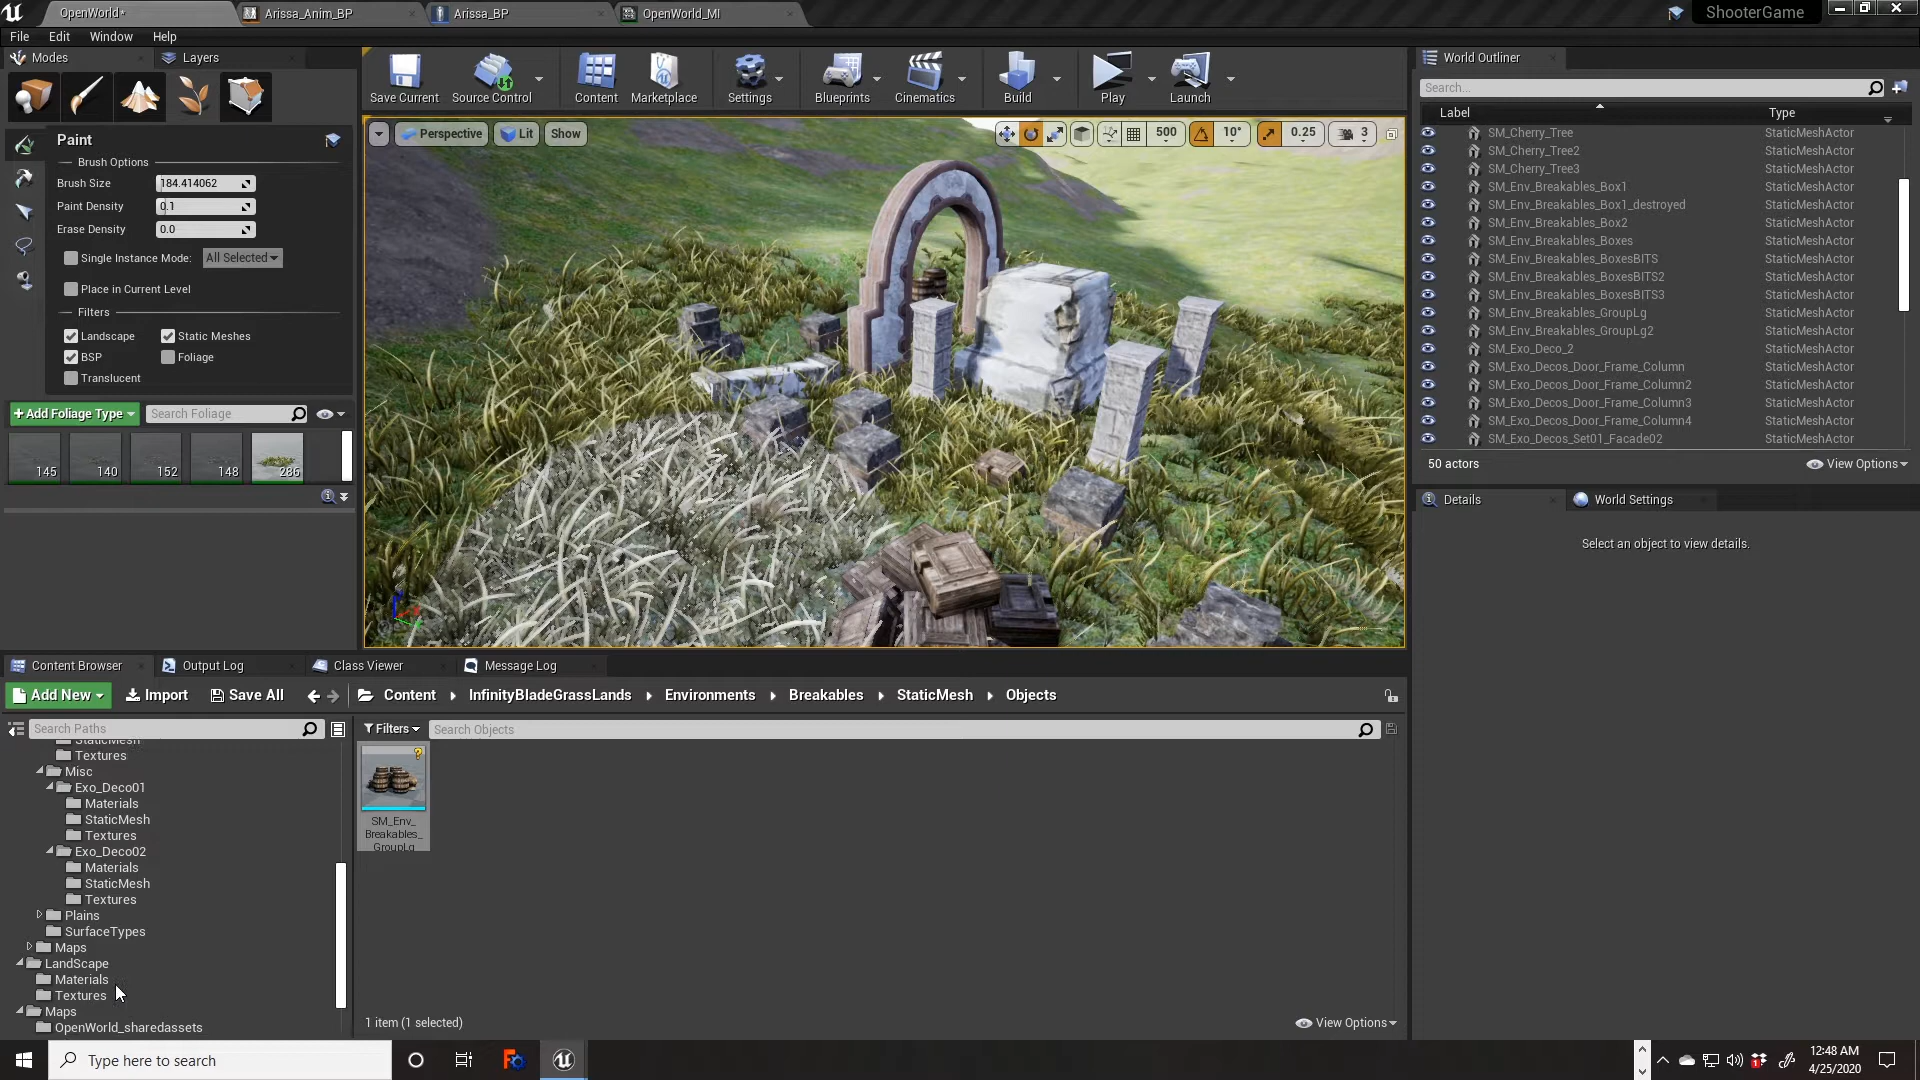 OpenWorld*
Arissa_Anim_BP
Arissa_BP
OpenWorld_MI
ShooterGame
File Edit Window Help
Modes
Layers
Paint
Brush Options
Brush Size 184.414062
Paint Density 0.1
Erase Density 0.0
Single Instance Mode: All Selected
Place in Current Level
Filters
Landscape Static Meshes
BSP Foliage
Translucent
Add Foliage Type
Search Foliage
145 140 152 148 286
Save Current
Source Control
Content
Marketplace
Settings
Blueprints
Cinematics
Build
Play
Launch
Perspective
Lit
Show
500
10°
0.25
3
World Outliner
Search...
Label Type
SM_Cherry_Tree StaticMeshActor
SM_Cherry_Tree2 StaticMeshActor
SM_Cherry_Tree3 StaticMeshActor
SM_Env_Breakables_Box1 StaticMeshActor
SM_Env_Breakables_Box1_destroyed StaticMeshActor
SM_Env_Breakables_Box2 StaticMeshActor
SM_Env_Breakables_Boxes StaticMeshActor
SM_Env_Breakables_BoxesBITS StaticMeshActor
SM_Env_Breakables_BoxesBITS2 StaticMeshActor
SM_Env_Breakables_BoxesBITS3 StaticMeshActor
SM_Env_Breakables_GroupLg StaticMeshActor
SM_Env_Breakables_GroupLg2 StaticMeshActor
SM_Exo_Deco_2 StaticMeshActor
SM_Exo_Decos_Door_Frame_Column StaticMeshActor
SM_Exo_Decos_Door_Frame_Column2 StaticMeshActor
SM_Exo_Decos_Door_Frame_Column3 StaticMeshActor
SM_Exo_Decos_Door_Frame_Column4 StaticMeshActor
SM_Exo_Decos_Set01_Facade02 StaticMeshActor
50 actors
View Options
Details
World Settings
Select an object to view details.
Content Browser
Output Log
Class Viewer
Message Log
Add New
Import
Save All
Content
InfinityBladeGrassLands
Environments
Breakables
StaticMesh
Objects
Search Paths
Filters
Search Objects
StaticMesh
Textures
Misc
Exo_Deco01
Materials
StaticMesh
Textures
Exo_Deco02
Materials
StaticMesh
Textures
Plains
SurfaceTypes
Maps
LandScape
Materials
Textures
Maps
OpenWorld_sharedassets
SM_Env_
Breakables_
GroupLg
1 item (1 selected)
View Options
Type here to search
12:48 AM
4/25/2020